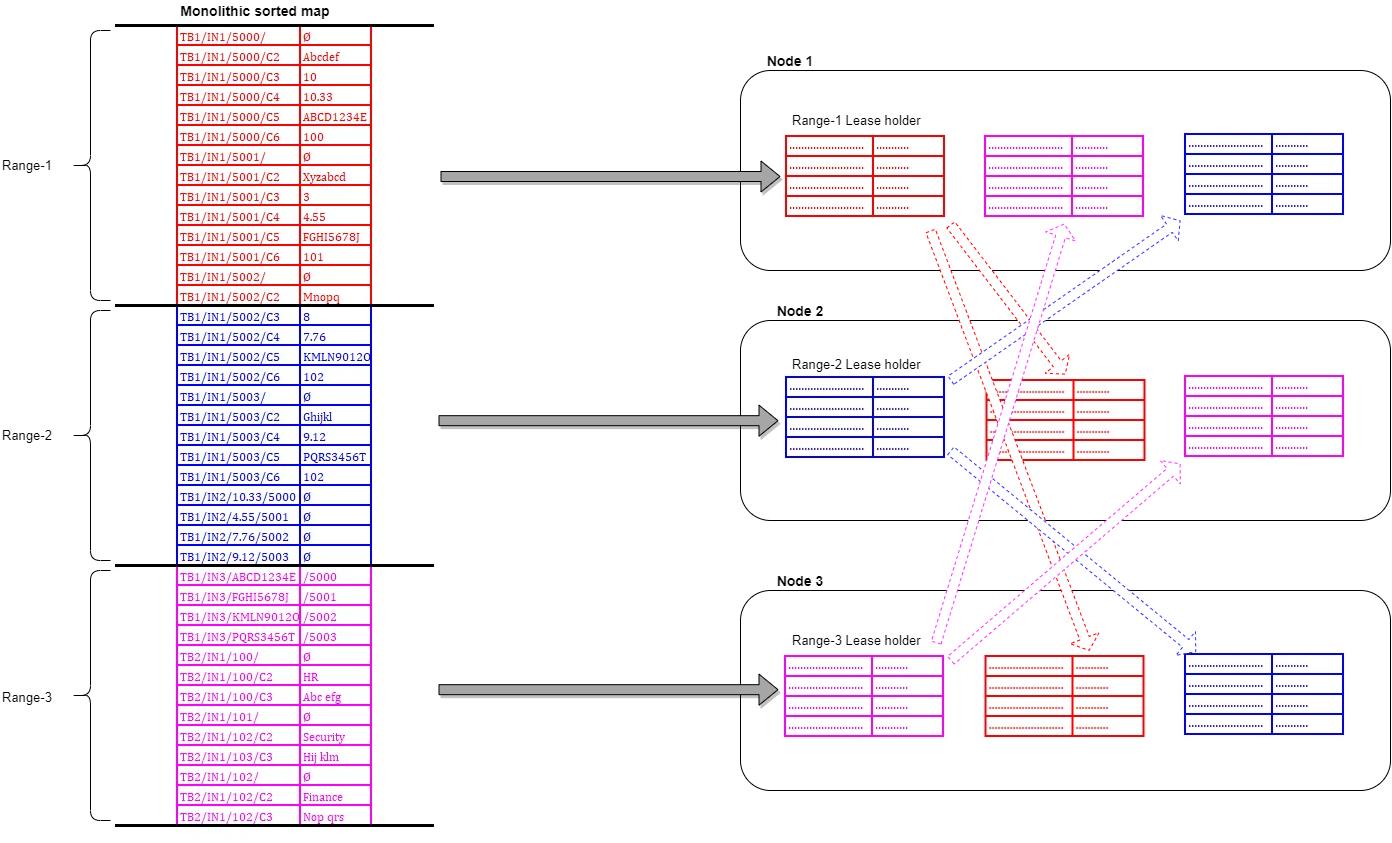 Monolithic sorted map
Range-1
TB1/IN1/5000/ Ø
TB1/IN1/5000/C2 Abcdef
TB1/IN1/5000/C3 10
TB1/IN1/5000/C4 10.33
TB1/IN1/5000/C5 ABCD1234E
TB1/IN1/5000/C6 100
TB1/IN1/5001/ Ø
TB1/IN1/5001/C2 Xyzabcd
TB1/IN1/5001/C3 3
TB1/IN1/5001/C4 4.55
TB1/IN1/5001/C5 FGHI5678J
TB1/IN1/5001/C6 101
TB1/IN1/5002/ Ø
TB1/IN1/5002/C2 Mnopq
Range-2
TB1/IN1/5002/C3 8
TB1/IN1/5002/C4 7.76
TB1/IN1/5002/C5 KMLN9012O
TB1/IN1/5002/C6 102
TB1/IN1/5003/ Ø
TB1/IN1/5003/C2 Ghijkl
TB1/IN1/5003/C4 9.12
TB1/IN1/5003/C5 PQRS3456T
TB1/IN1/5003/C6 102
TB1/IN2/10.33/5000 Ø
TB1/IN2/4.55/5001 Ø
TB1/IN2/7.76/5002 Ø
TB1/IN2/9.12/5003 Ø
Range-3
TB1/IN3/ABCD1234E /5000
TB1/IN3/FGHI5678J /5001
TB1/IN3/KMLN9012O /5002
TB1/IN3/PQRS3456T /5003
TB2/IN1/100/ Ø
TB2/IN1/100/C2 HR
TB2/IN1/100/C3 Abc efg
TB2/IN1/101/ Ø
TB2/IN1/102/C2 Security
TB2/IN1/103/C3 Hij klm
TB2/IN1/102/ Ø
TB2/IN1/102/C2 Finance
TB2/IN1/102/C3 Nop qrs
Node 1
Range-1 Lease holder
Node 2
Range-2 Lease holder
Node 3
Range-3 Lease holder